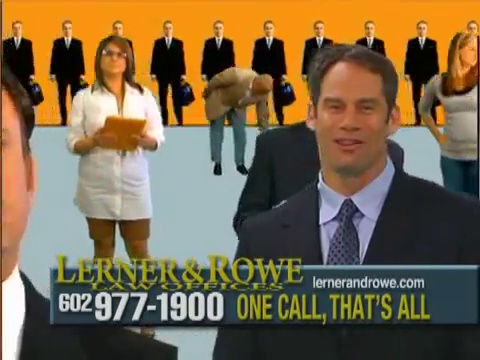 LERNER & ROWE
LAW OFFICES
lernerandrowe.com
602 977-1900 ONE CALL, THAT'S ALL